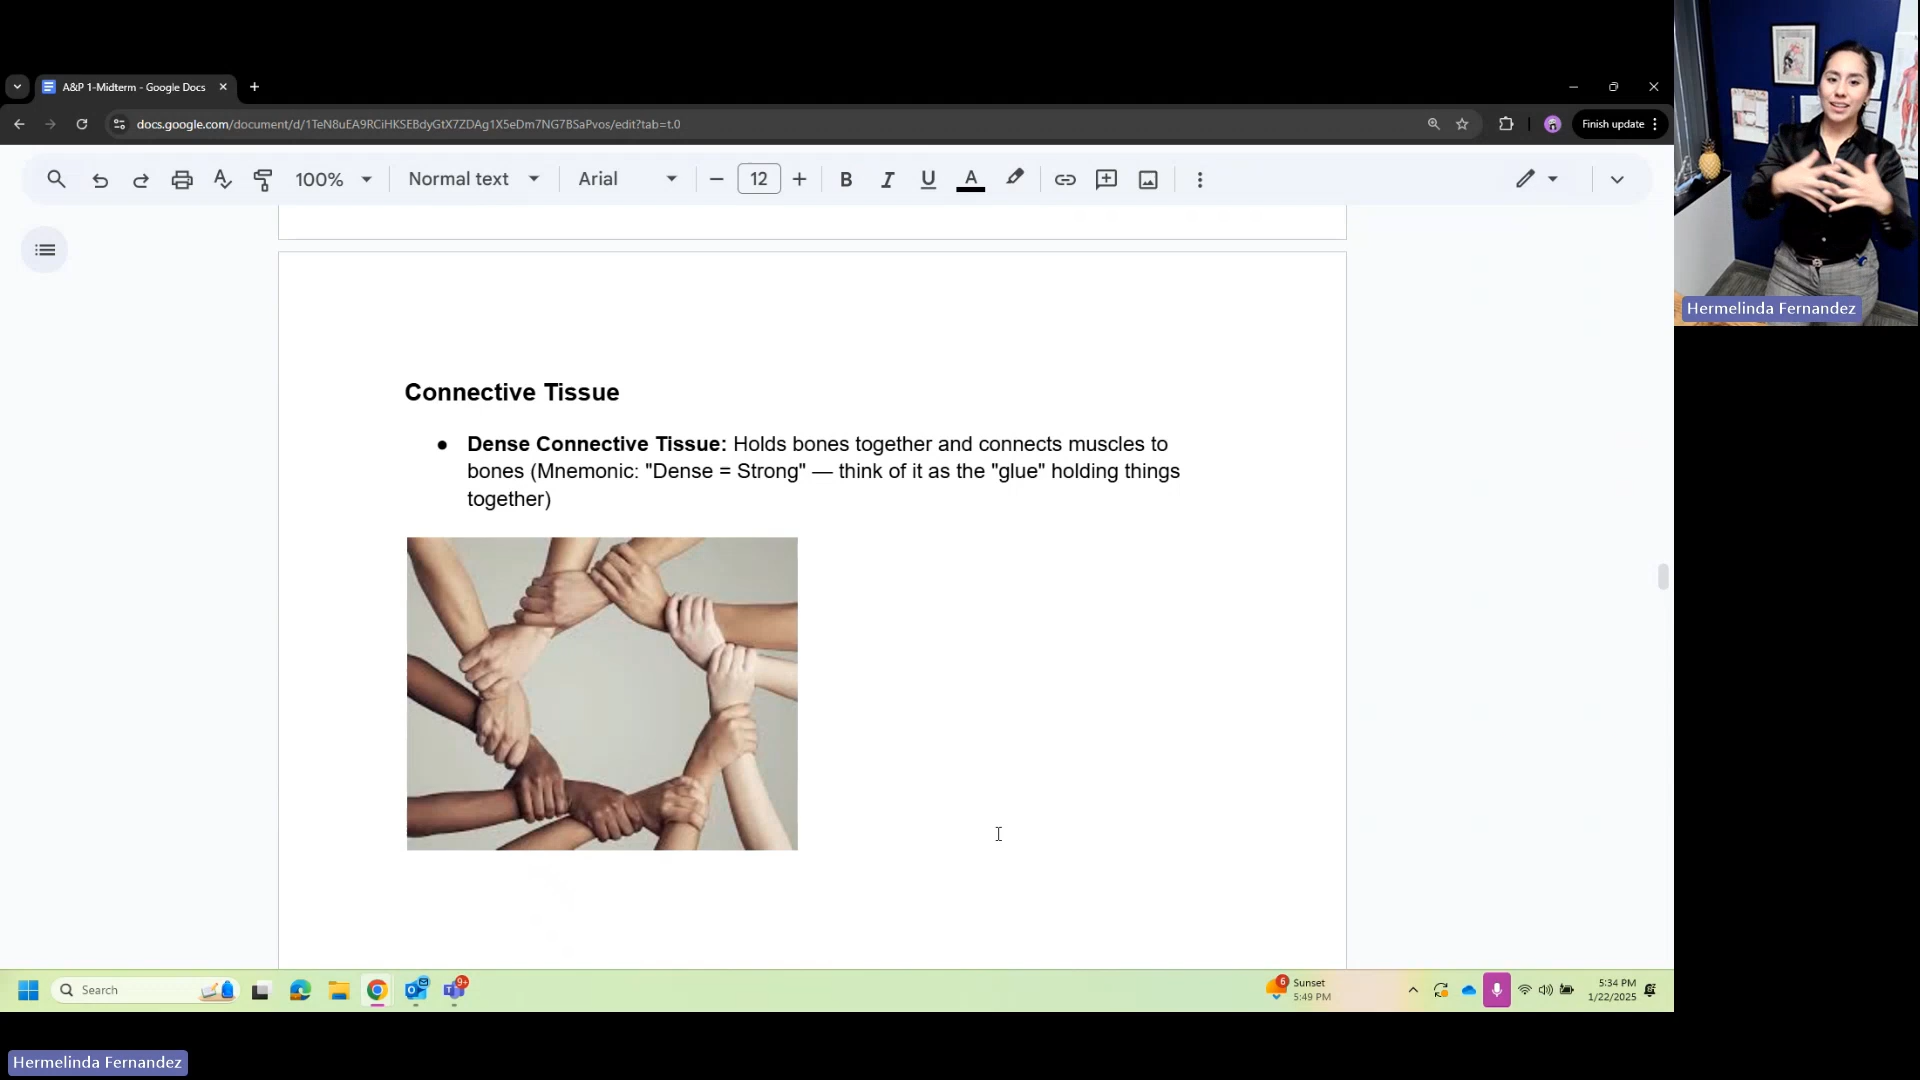 A&P 1-Midterm - Google Docs
docs.google.com/document/d/1TeN8uEA9RCiHKSEBdyGtX7ZDAg1X5eDm7NG7BSaPvos/edit?tab=t.0
Finish update
100%
Normal text
Arial
12
B
I
U
A
Connective Tissue
● Dense Connective Tissue: Holds bones together and connects muscles to
bones (Mnemonic: "Dense = Strong" — think of it as the "glue" holding things
together)
Hermelinda Fernandez
Search
9+
6
Sunset
5:49 PM
5:34 PM
1/22/2025
Hermelinda Fernandez